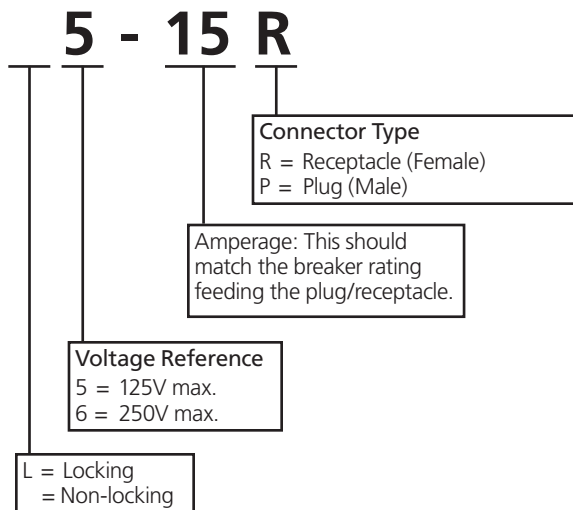 5 - 15 R
Connector Type
R = Receptacle (Female)
P = Plug (Male)
Amperage: This should
match the breaker rating
feeding the plug/receptacle.
Voltage Reference
5 = 125V max.
6 = 250V max.
L = Locking
= Non-locking